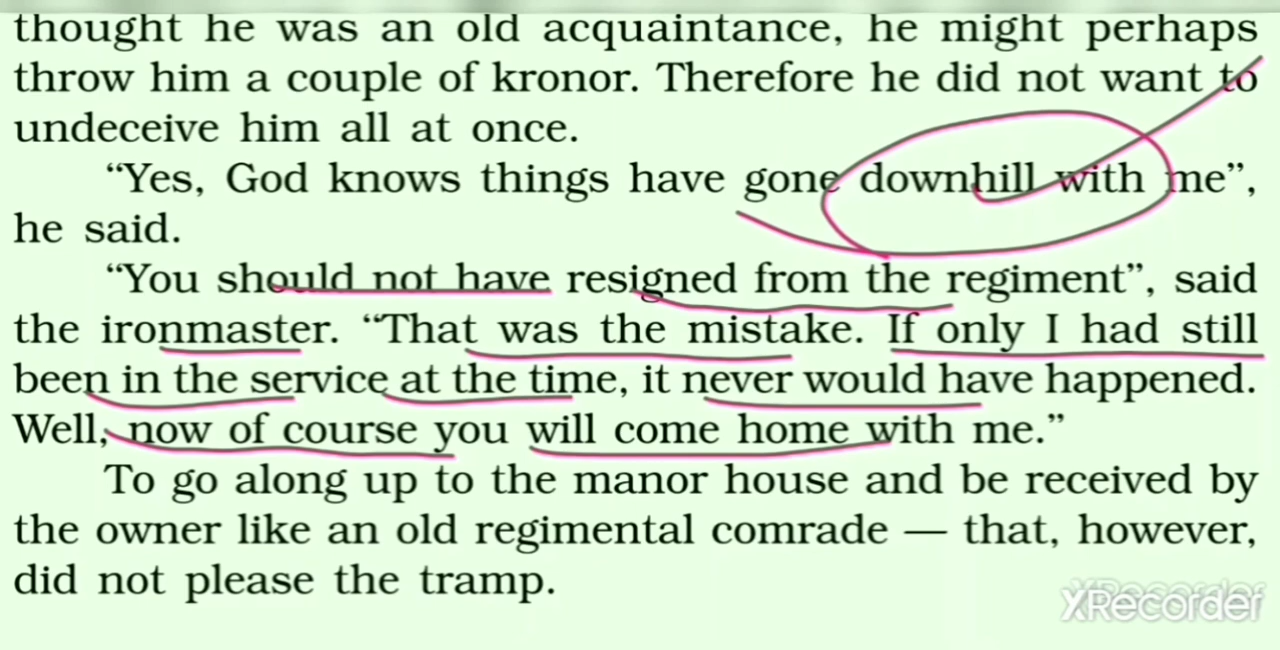 thought he was an old acquaintance, he might perhaps
throw him a couple of kronor. Therefore he did not want to
undeceive him all at once.
“Yes, God knows things have gone downhill with me”,
he said.
“You should not have resigned from the regiment”, said
the ironmaster. “That was the mistake. If only I had still
been in the service at the time, it never would have happened.
Well, now of course you will come home with me.”
To go along up to the manor house and be received by
the owner like an old regimental comrade — that, however,
did not please the tramp.
XRecorder